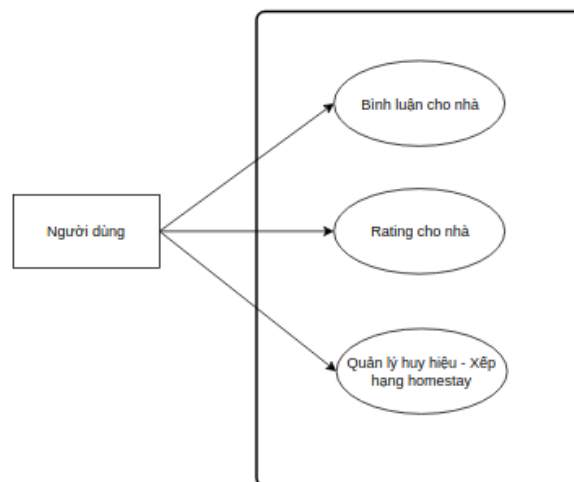 Bình luận cho nhà
Người dùng
Rating cho nhà
Quản lý huy hiệu - Xếp
hạng homestay